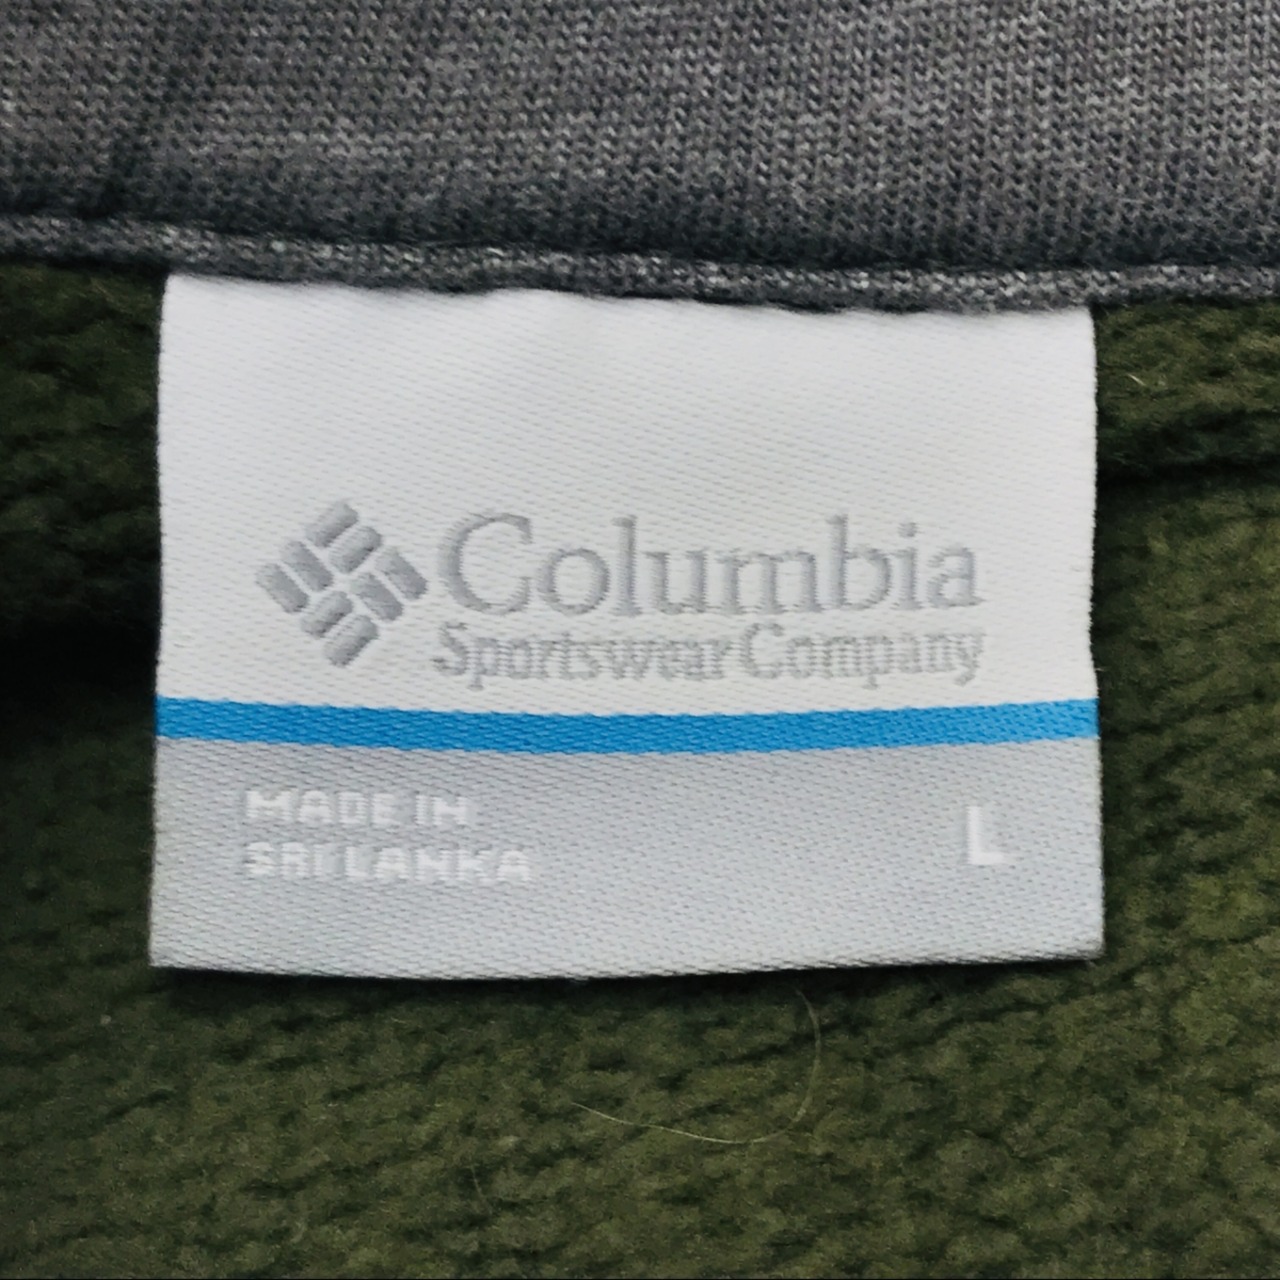 Columbia
Sportswear Company
MADE IN
SRI LANKA
L